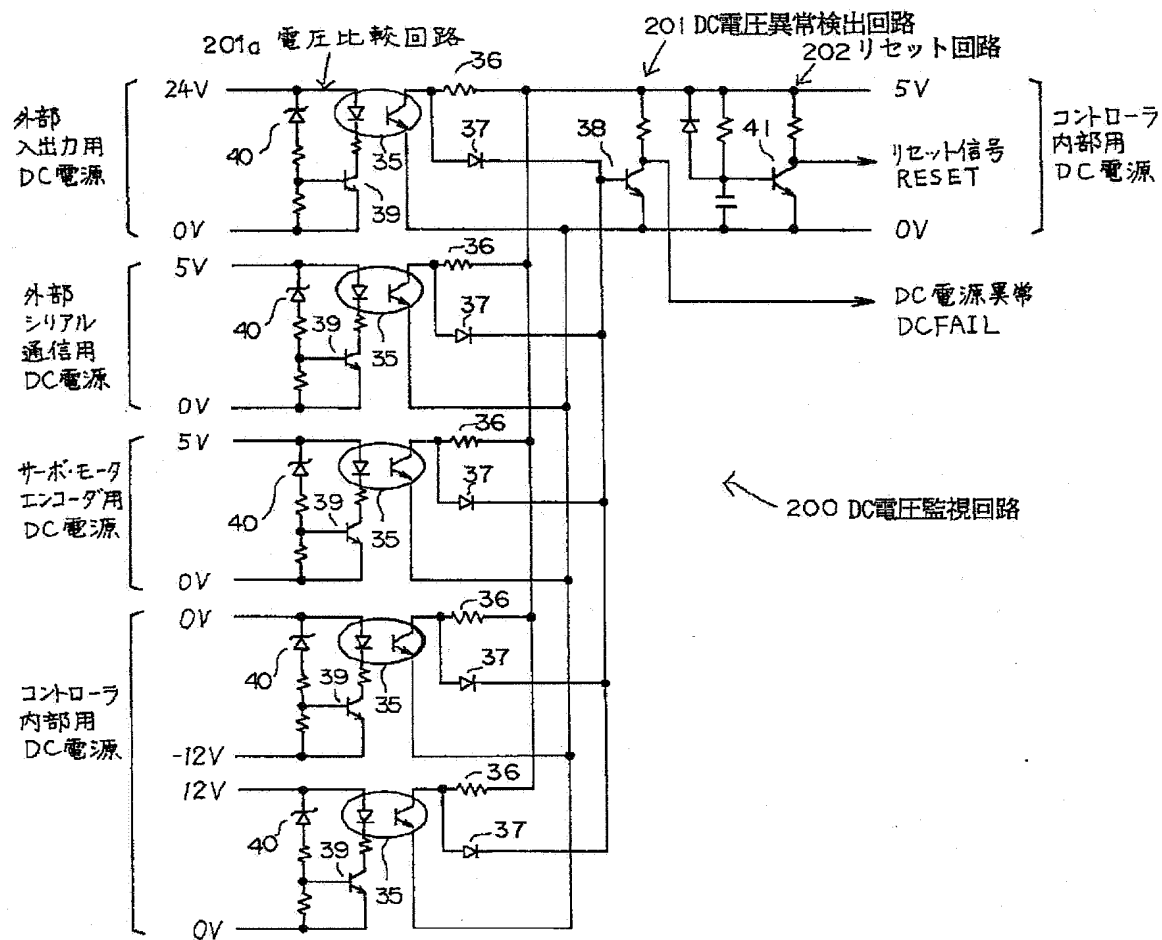 201a 電圧比較回路
201 DC電圧異常検出回路
202 リセット回路
外部
入出力用
DC電源
24V
0V
40
35
39
36
37
38
41
5V
0V
リセット信号
RESET
コントローラ
内部用
DC電源
DC電源異常
DCFAIL
外部
シリアル
通信用
DC電源
5V
0V
40
39
35
36
37
サーボ・モータ
エンコーダ用
DC電源
5V
0V
40
39
35
36
37
200 DC電圧監視回路
コントローラ
内部用
DC電源
0V
-12V
40
39
35
36
37
12V
0V
40
39
35
36
37